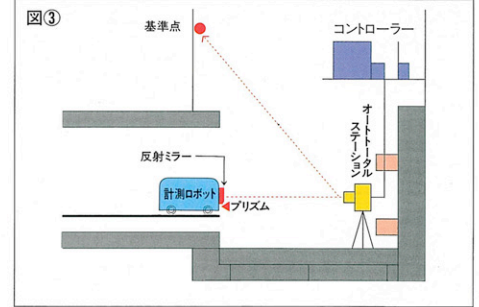 図③
基準点
コントローラー
オートトータル
ステーション
反射ミラー
計測ロボット
プリズム